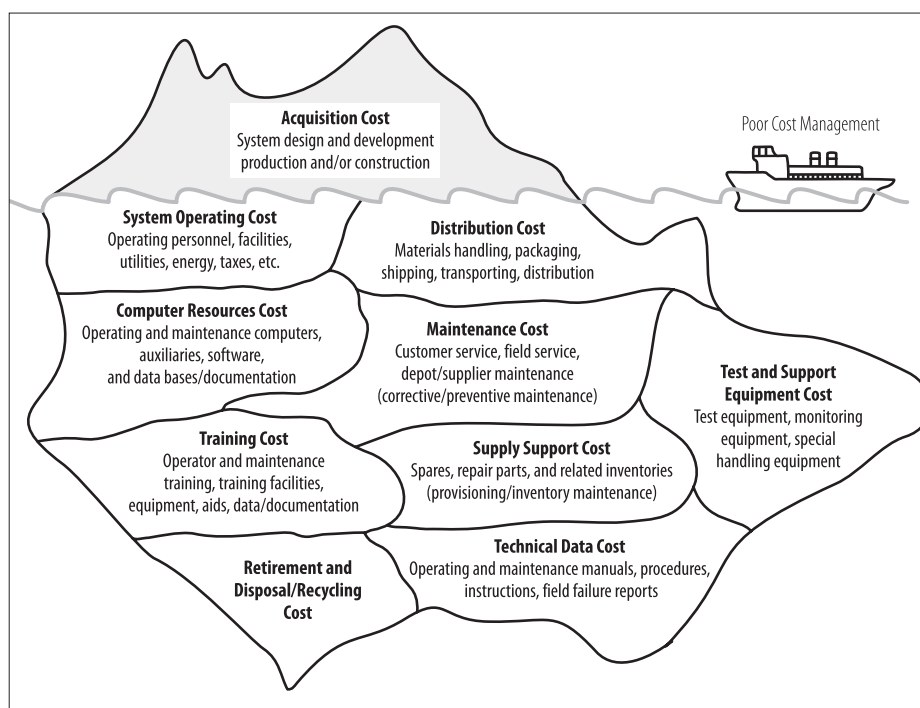 Acquisition Cost
System design and development
production and/or construction
Poor Cost Management
System Operating Cost
Operating personnel, facilities,
utilities, energy, taxes, etc.
Distribution Cost
Materials handling, packaging,
shipping, transporting, distribution
Computer Resources Cost
Operating and maintenance computers,
auxiliaries, software,
and data bases/documentation
Maintenance Cost
Customer service, field service,
depot/supplier maintenance
(corrective/preventive maintenance)
Test and Support
Equipment Cost
Test equipment, monitoring
equipment, special
handling equipment
Training Cost
Operator and maintenance
training, training facilities,
equipment, aids, data/documentation
Supply Support Cost
Spares, repair parts, and related inventories
(provisioning/inventory maintenance)
Retirement and
Disposal/Recycling
Cost
Technical Data Cost
Operating and maintenance manuals, procedures,
instructions, field failure reports